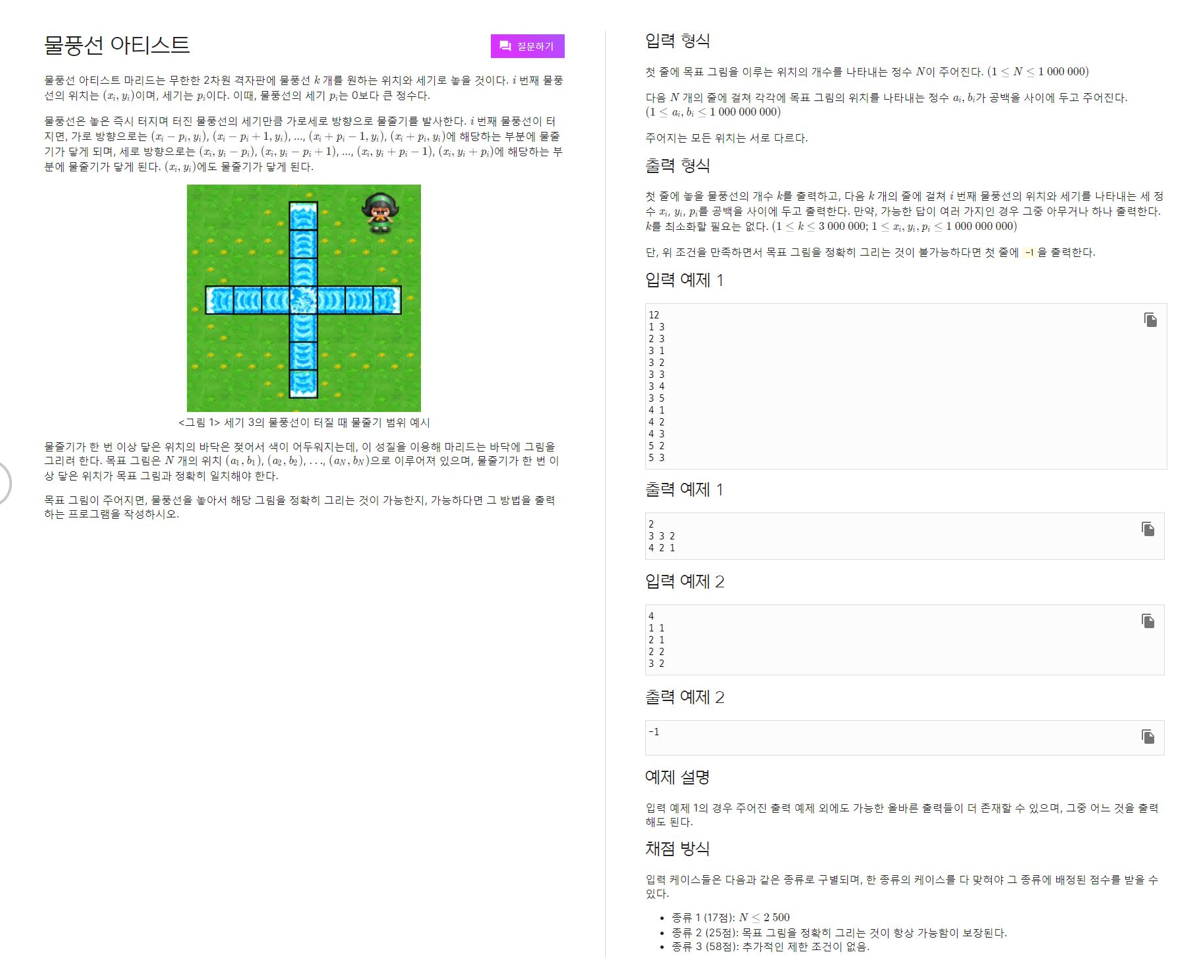 물풍선 아티스트
질문하기
물풍선 아티스트 마리드는 무한한 2차원 격자판에 물풍선 k 개를 원하는 위치와 세기로 놓을 것이다. i 번째 물풍
선의 위치는 (x_i, y_i)이며, 세기는 p_i이다. 이때, 물풍선의 세기 p_i는 0보다 큰 정수다.
물풍선은 놓은 즉시 터지며 터진 물풍선의 세기만큼 가로세로 방향으로 물줄기를 발사한다. i 번째 물풍선이 터
지면, 가로 방향으로는 (x_i − p_i, y_i), (x_i − p_i + 1, y_i), ..., (x_i + p_i − 1, y_i), (x_i + p_i, y_i)에 해당하는 부분에 물줄
기가 닿게 되며, 세로 방향으로는 (x_i, y_i − p_i), (x_i, y_i − p_i + 1), ..., (x_i, y_i + p_i − 1), (x_i, y_i + p_i)에 해당하는 부
분에 물줄기가 닿게 된다. (x_i, y_i)에도 물줄기가 닿게 된다.
<그림 1> 세기 3의 물풍선이 터질 때 물줄기 범위 예시
물줄기가 한 번 이상 닿은 위치의 바닥은 젖어서 색이 어두워지는데, 이 성질을 이용해 마리드는 바닥에 그림을
그리려 한다. 목표 그림은 N 개의 위치 (a_1, b_1), (a_2, b_2), ..., (a_N, b_N)으로 이루어져 있으며, 물줄기가 한 번 이
상 닿은 위치가 목표 그림과 정확히 일치해야 한다.
목표 그림이 주어지면, 물풍선을 놓아서 해당 그림을 정확히 그리는 것이 가능한지, 가능하다면 그 방법을 출력
하는 프로그램을 작성하시오.
입력 형식
첫 줄에 목표 그림을 이루는 위치의 개수를 나타내는 정수 N이 주어진다. (1 ≤ N ≤ 1 000 000)
다음 N 개의 줄에 걸쳐 각각에 목표 그림의 위치를 나타내는 정수 a_i, b_i가 공백을 사이에 두고 주어진다.
(1 ≤ a_i, b_i ≤ 1 000 000 000)
주어지는 모든 위치는 서로 다르다.
출력 형식
첫 줄에 놓을 물풍선의 개수 k를 출력하고, 다음 k 개의 줄에 걸쳐 i 번째 물풍선의 위치와 세기를 나타내는 세 정
수 x_i, y_i, p_i를 공백을 사이에 두고 출력한다. 만약, 가능한 답이 여러 가지인 경우 그중 아무거나 하나 출력한다.
k를 최소화할 필요는 없다. (1 ≤ k ≤ 3 000 000; 1 ≤ x_i, y_i, p_i ≤ 1 000 000 000)
단, 위 조건을 만족하면서 목표 그림을 정확히 그리는 것이 불가능하다면 첫 줄에 -1 을 출력한다.
입력 예제 1
12
1 3
2 3
3 1
3 2
3 3
3 4
3 5
4 1
4 2
4 3
5 2
5 3
출력 예제 1
2
3 3 2
4 2 1
입력 예제 2
4
1 1
2 1
2 2
3 2
출력 예제 2
-1
예제 설명
입력 예제 1의 경우 주어진 출력 예제 외에도 가능한 올바른 출력들이 더 존재할 수 있으며, 그중 어느 것을 출력
해도 된다.
채점 방식
입력 케이스들은 다음과 같은 종류로 구별되며, 한 종류의 케이스를 다 맞혀야 그 종류에 배정된 점수를 받을 수
있다.
• 종류 1 (17점): N ≤ 2 500
• 종류 2 (25점): 목표 그림을 정확히 그리는 것이 항상 가능함이 보장된다.
• 종류 3 (58점): 추가적인 제한 조건이 없음.